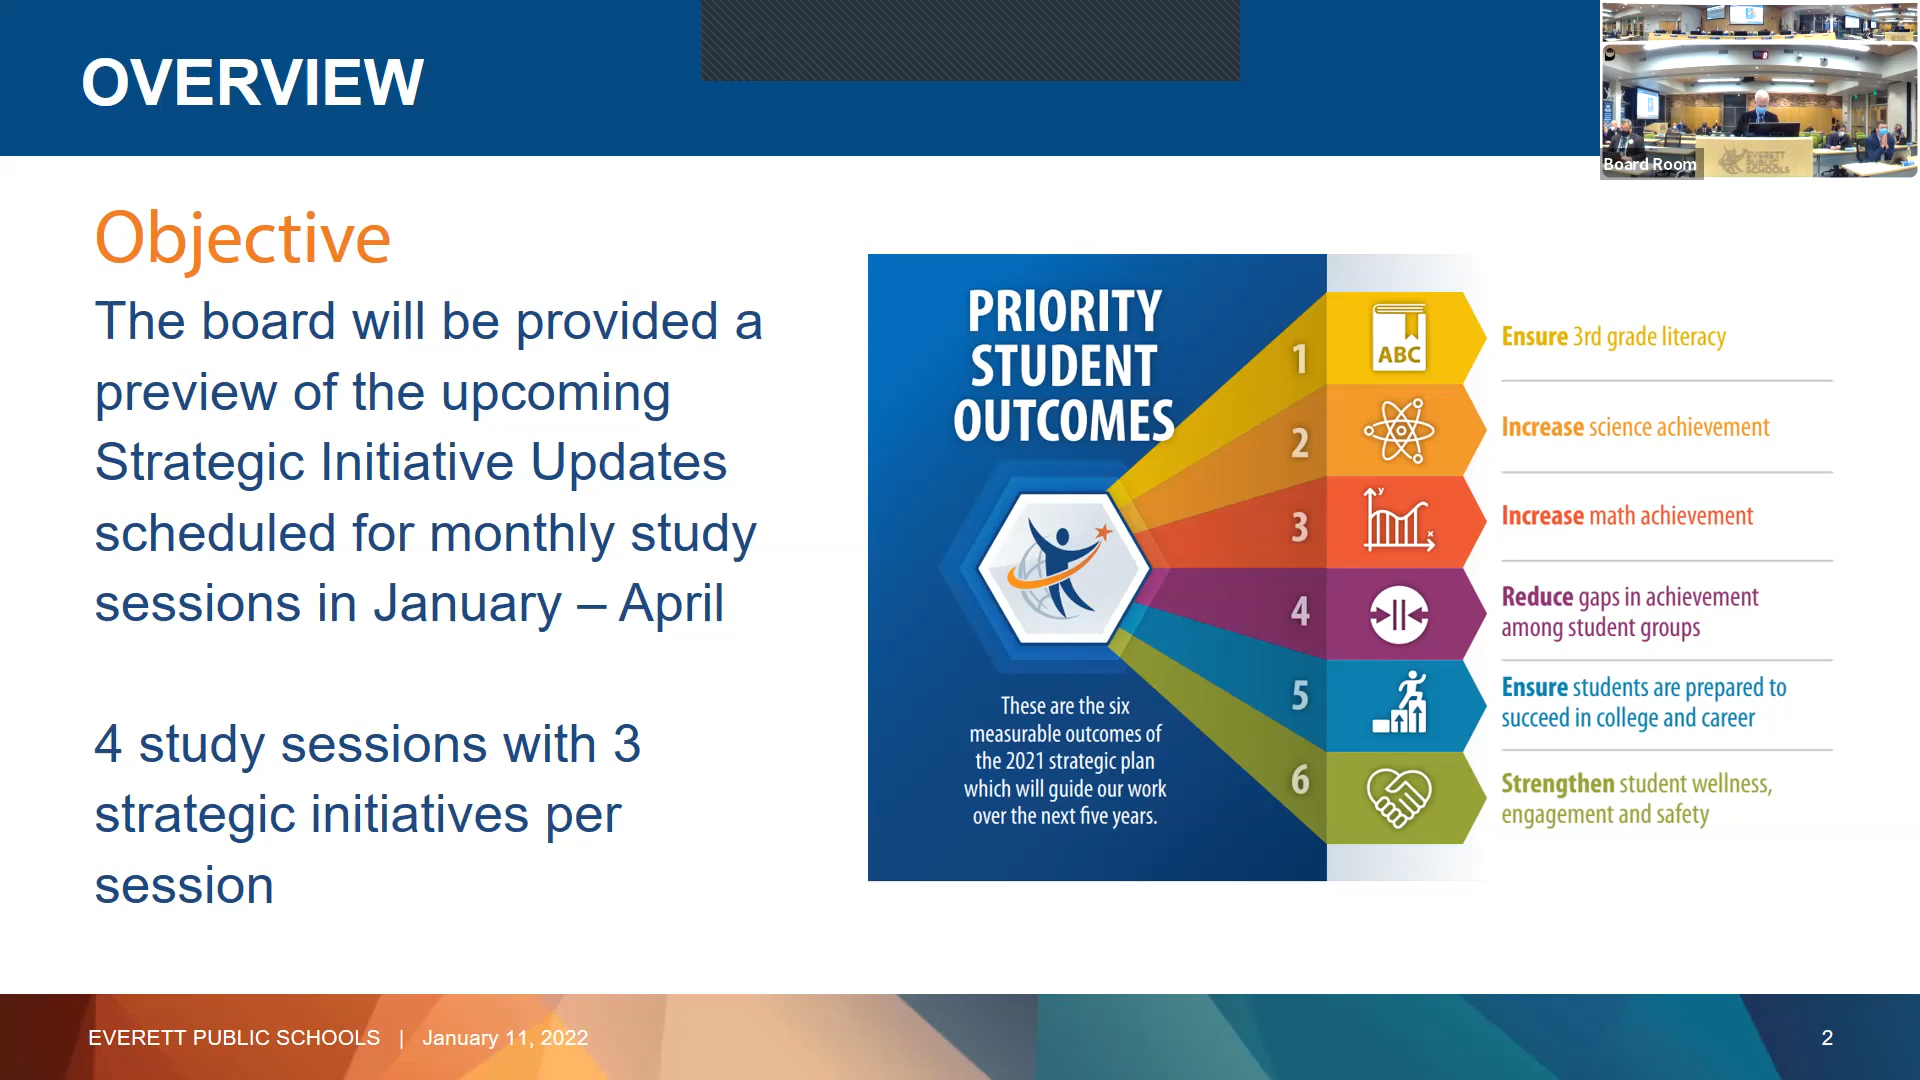 OVERVIEW
Board Room
EVERETT
PUBLIC
SCHOOLS
Objective
The board will be provided a
preview of the upcoming
Strategic Initiative Updates
scheduled for monthly study
sessions in January – April
4 study sessions with 3
strategic initiatives per
session
PRIORITY
STUDENT
OUTCOMES
These are the six
measurable outcomes of
the 2021 strategic plan
which will guide our work
over the next five years.
1
ABC
Ensure 3rd grade literacy
2
Increase science achievement
3
y
x
Increase math achievement
4
Reduce gaps in achievement
among student groups
5
Ensure students are prepared to
succeed in college and career
6
Strengthen student wellness,
engagement and safety
EVERETT PUBLIC SCHOOLS | January 11, 2022
2